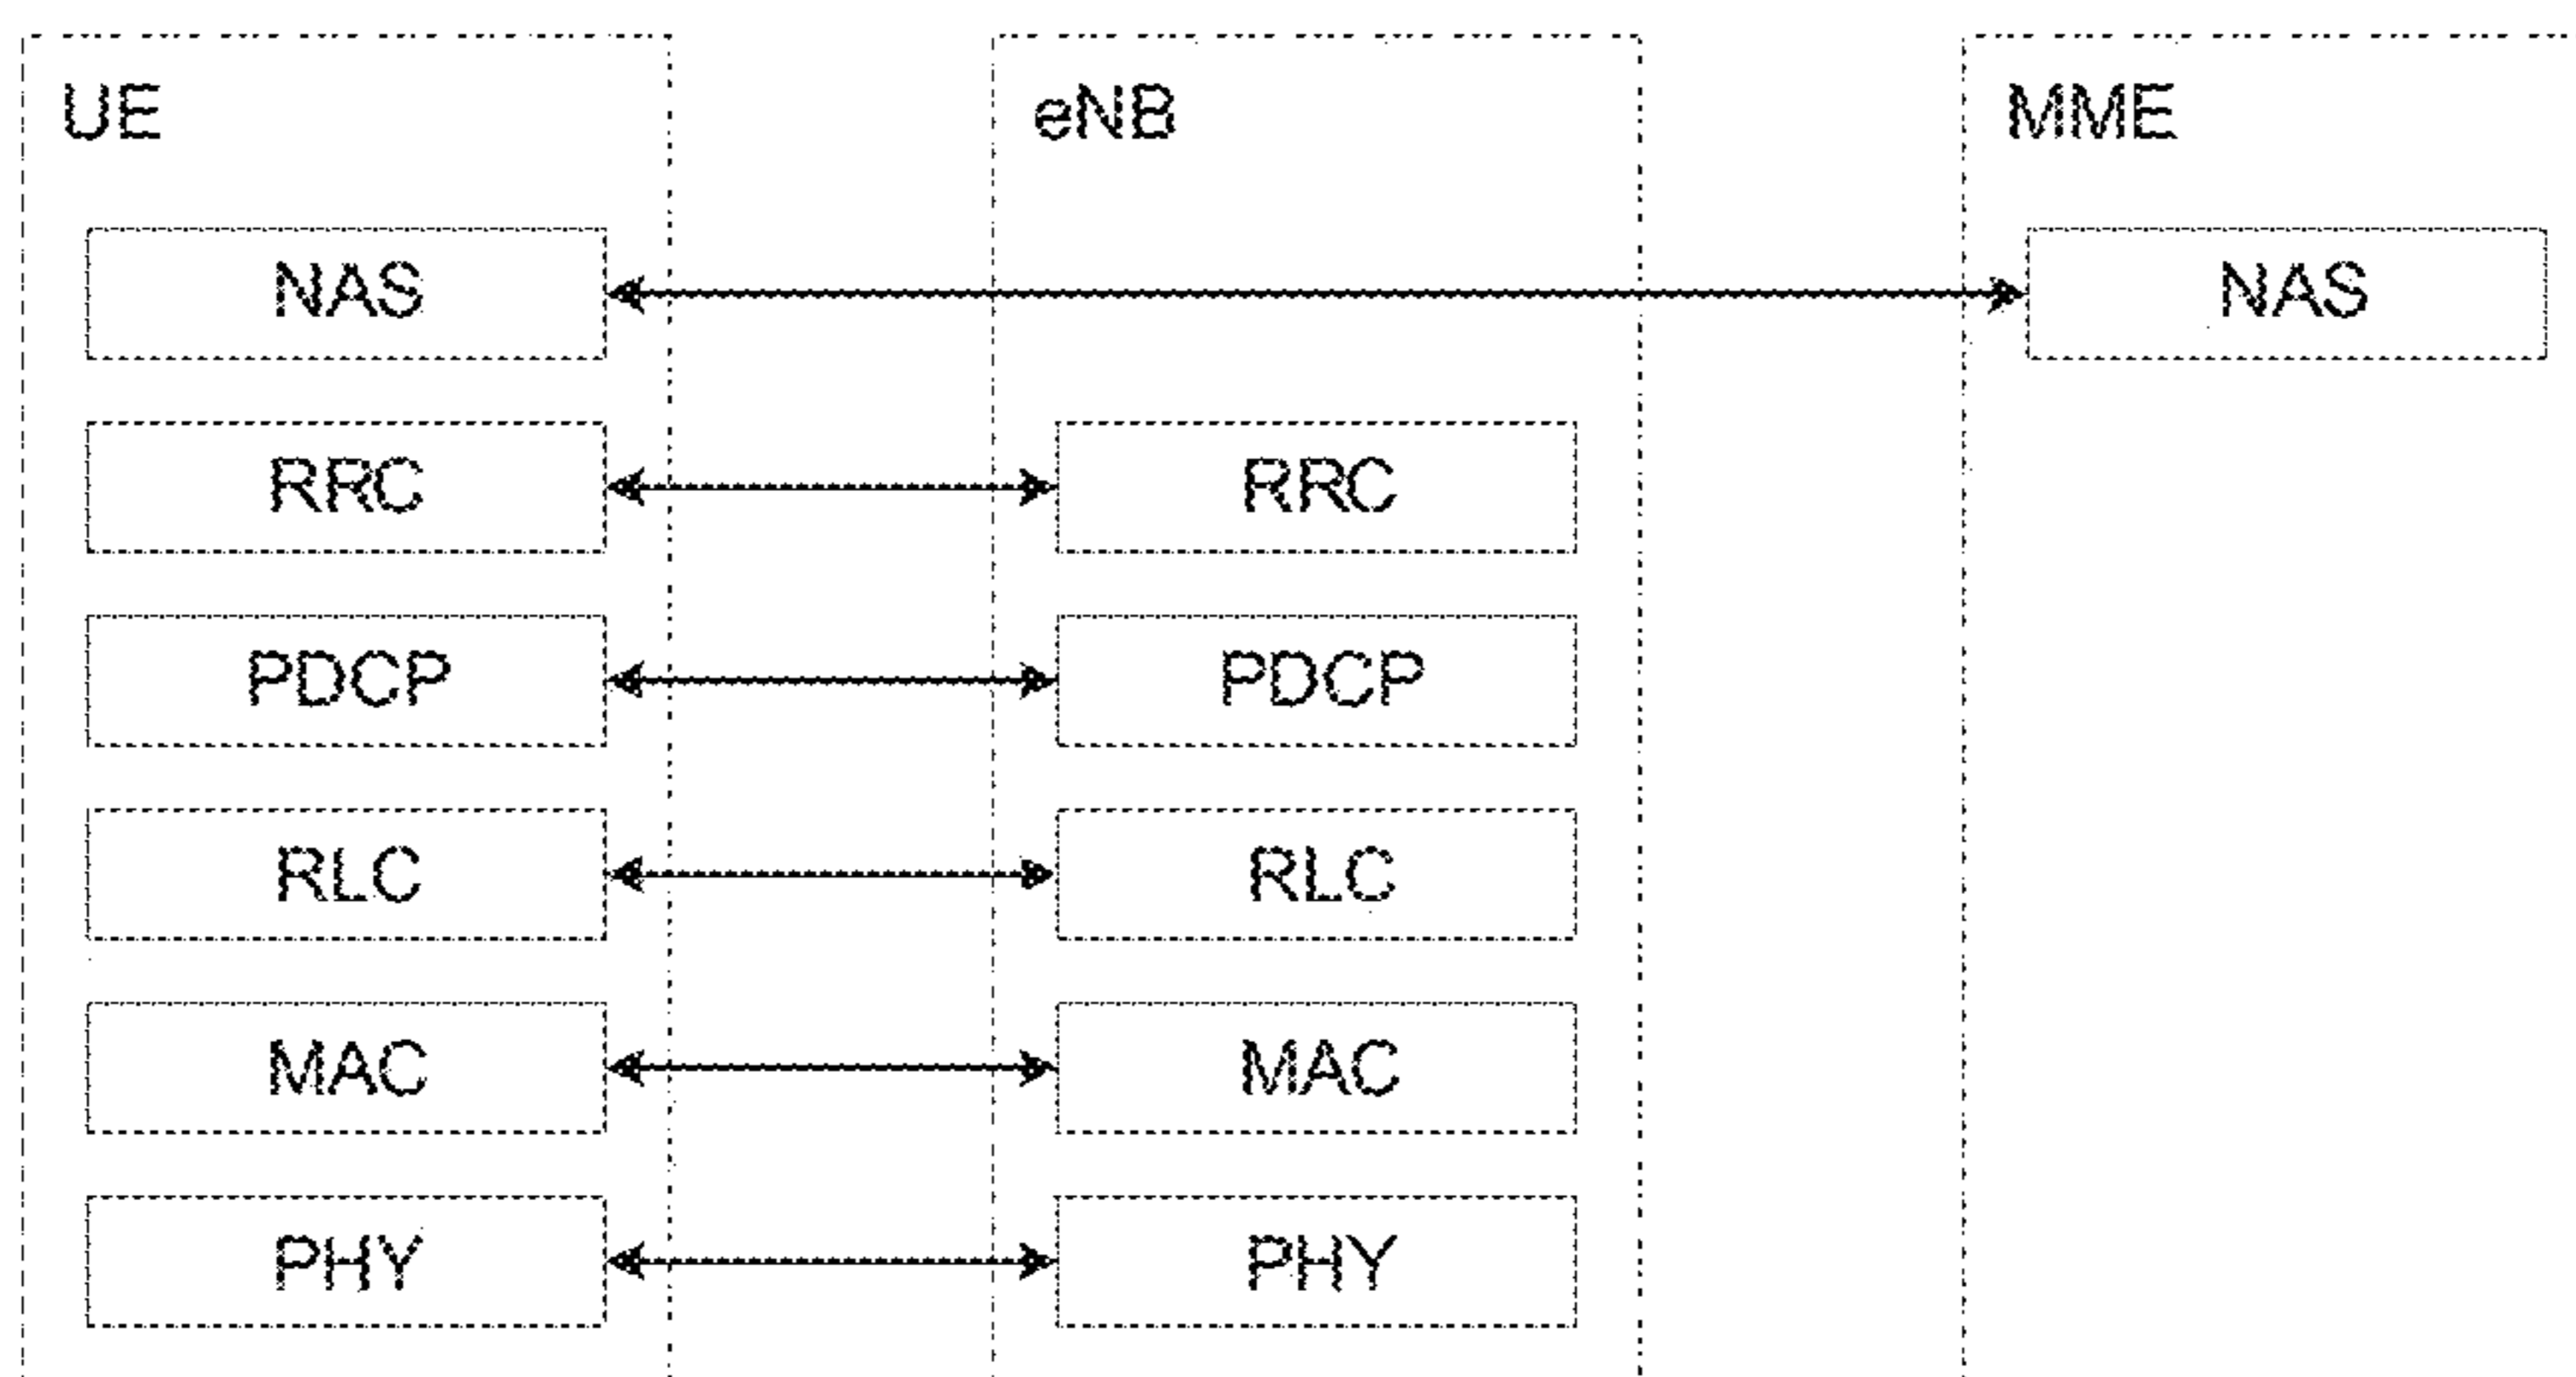 UE eNB MME
NAS NAS
RRC RRC
PDCP PDCP
RLC RLC
MAC MAC
PHY PHY